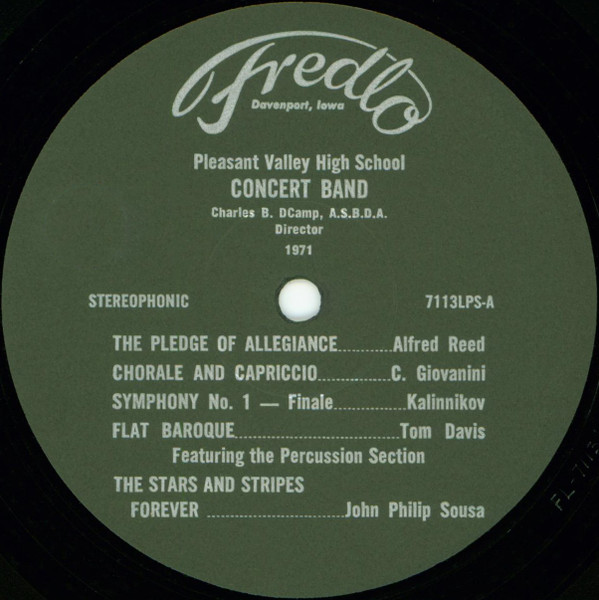 Fredlo
Davenport, Iowa
Pleasant Valley High School
CONCERT BAND
Charles B. DCamp, A.S.B.D.A.
Director
1971
STEREOPHONIC 7113LPS-A
THE PLEDGE OF ALLEGIANCE............Alfred Reed
CHORALE AND CAPRICCIO................C. Giovanini
SYMPHONY No. 1 — Finale................Kalinnikov
FLAT BAROQUE....................................Tom Davis
Featuring the Percussion Section
THE STARS AND STRIPES
FOREVER ..............................John Philip Sousa